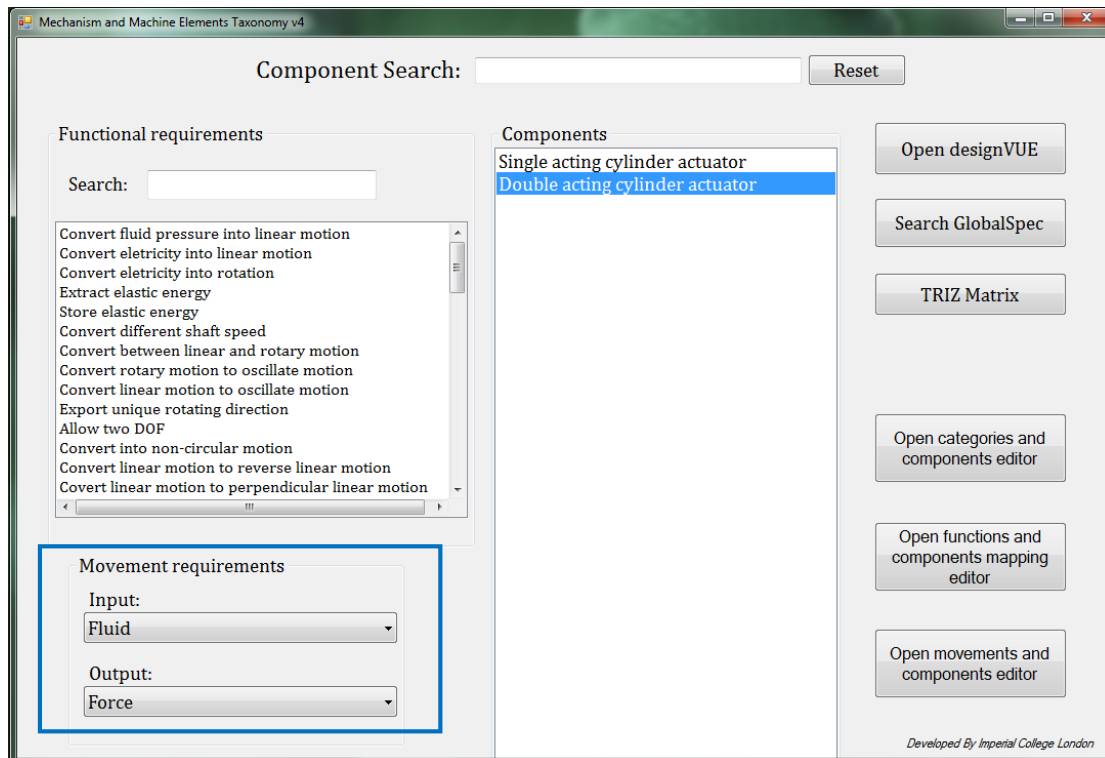 Mechanism and Machine Elements Taxonomy v4
Component Search:
Reset
Functional requirements
Search:
Convert fluid pressure into linear motion
Convert eletricity into linear motion
Convert eletricity into rotation
Extract elastic energy
Store elastic energy
Convert different shaft speed
Convert between linear and rotary motion
Convert rotary motion to oscillate motion
Convert linear motion to oscillate motion
Export unique rotating direction
Allow two DOF
Convert into non-circular motion
Convert linear motion to reverse linear motion
Covert linear motion to perpendicular linear motion
Movement requirements
Input:
Fluid
Output:
Force
Components
Single acting cylinder actuator
Double acting cylinder actuator
Open designVUE
Search GlobalSpec
TRIZ Matrix
Open categories and
components editor
Open functions and
components mapping
editor
Open movements and
components editor
Developed By Imperial College London